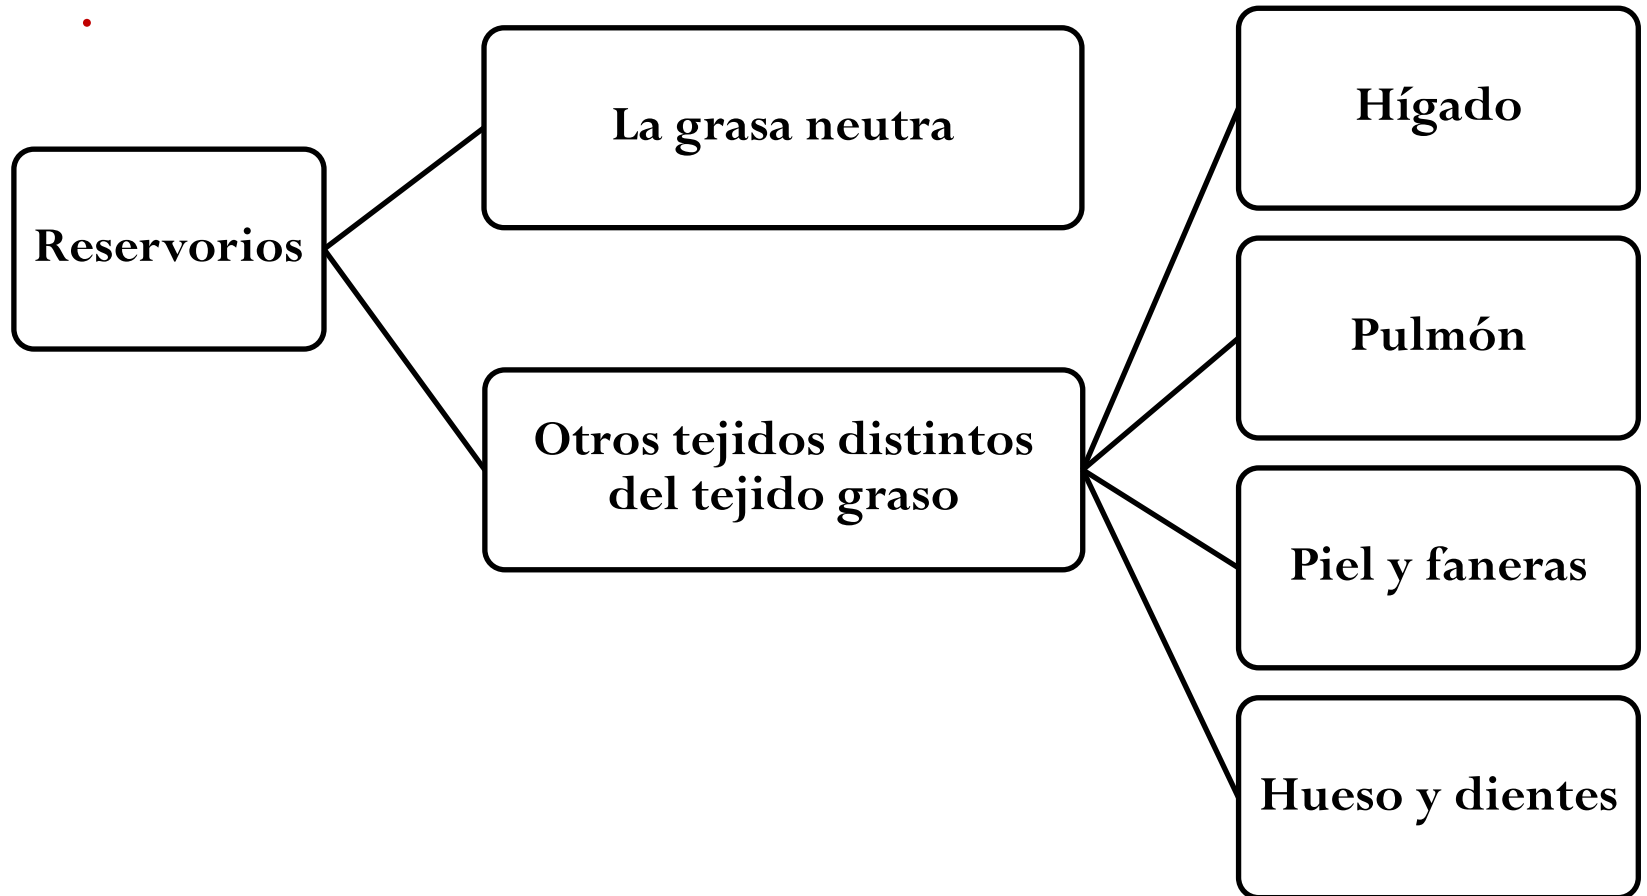 Reservorios
La grasa neutra
Otros tejidos distintos
del tejido graso
Hígado
Pulmón
Piel y faneras
Hueso y dientes